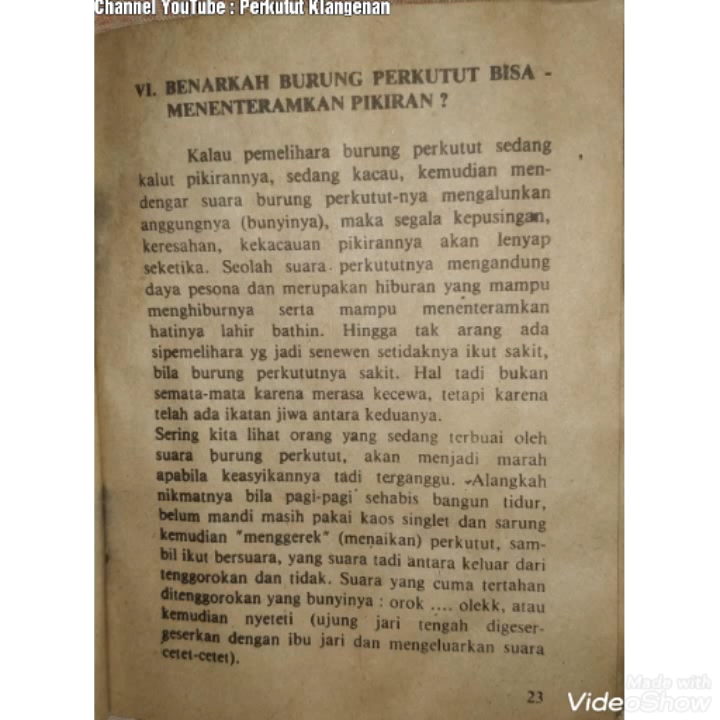 Channel YouTube : Perkutut Klangenan
VI. BENARKAH BURUNG PERKUTUT BISA -
MENENTERAMKAN PIKIRAN ?
Kalau pemelihara burung perkutut sedang
kalut pikirannya, sedang kacau, kemudian men-
dengar suara burung perkutut-nya mengalunkan
anggungnya (bunyinya), maka segala kepusingan,
keresahan, kekacauan pikirannya akan lenyap
seketika. Seolah suara perkututnya mengandung
daya pesona dan merupakan hiburan yang mampu
menghiburnya serta mampu menenteramkan
hatinya lahir bathin. Hingga tak arang ada
sipemelihara yg jadi senewen setidaknya ikut sakit,
bila burung perkututnya sakit. Hal tadi bukan
semata-mata karena merasa kecewa, tetapi karena
telah ada ikatan jiwa antara keduanya.
Sering kita lihat orang yang sedang terbuai oleh
suara burung perkutut, akan menjadi marah
apabila keasyikannya tadi terganggu. Alangkah
nikmatnya bila pagi-pagi sehabis bangun tidur,
belum mandi masih pakai kaos singlet dan sarung
kemudian "menggerek" (menaikan) perkutut, sam-
bil ikut bersuara, yang suara tadi antara keluar dari
tenggorokan dan tidak. Suara yang cuma tertahan
ditenggorokan yang bunyinya : orok .... olekk, atau
kemudian nyeteti (ujung jari tengah digeser-
geserkan dengan ibu jari dan mengeluarkan suara
cetet-cetet).
23
Made with
VideoShow